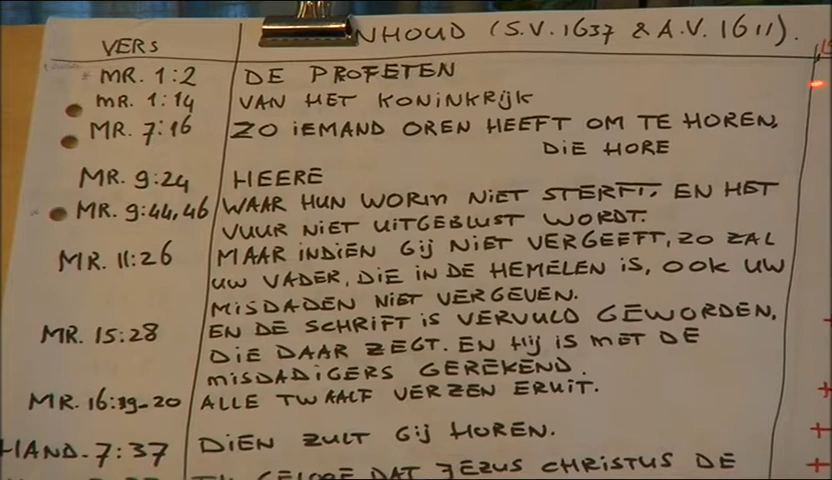 VERS NHOUD (S.V. 1637 & A.V. 1611).
MR. 1:2 DE PROFETEN
MR. 1:14 VAN HET KONINKRIJK
MR. 7:16 ZO IEMAND OREN HEEFT OM TE HOREN,
DIE HORE
MR. 9:24 HEERE
MR. 9:44,46 WAAR HUN WORM NIET STERFT. EN HET
VUUR NIET UITGEBLUST WORDT.
MR. 11:26 MAAR INDIEN GIJ NIET VERGEEFT, ZO ZAL
UW VADER, DIE IN DE HEMELEN IS, OOK UW
MISDADEN NIET VERGEVEN.
MR. 15:28 EN DE SCHRIFT IS VERVULD GEWORDEN,
DIE DAAR ZEGT. EN HIJ IS MET DE
MISDADIGERS GEREKEND.
MR. 16:19-20 ALLE TWAALF VERZEN ERUIT.
HAND. 7:37 DIEN ZULT GIJ HOREN.
DAT JEZUS CHRISTUS DE